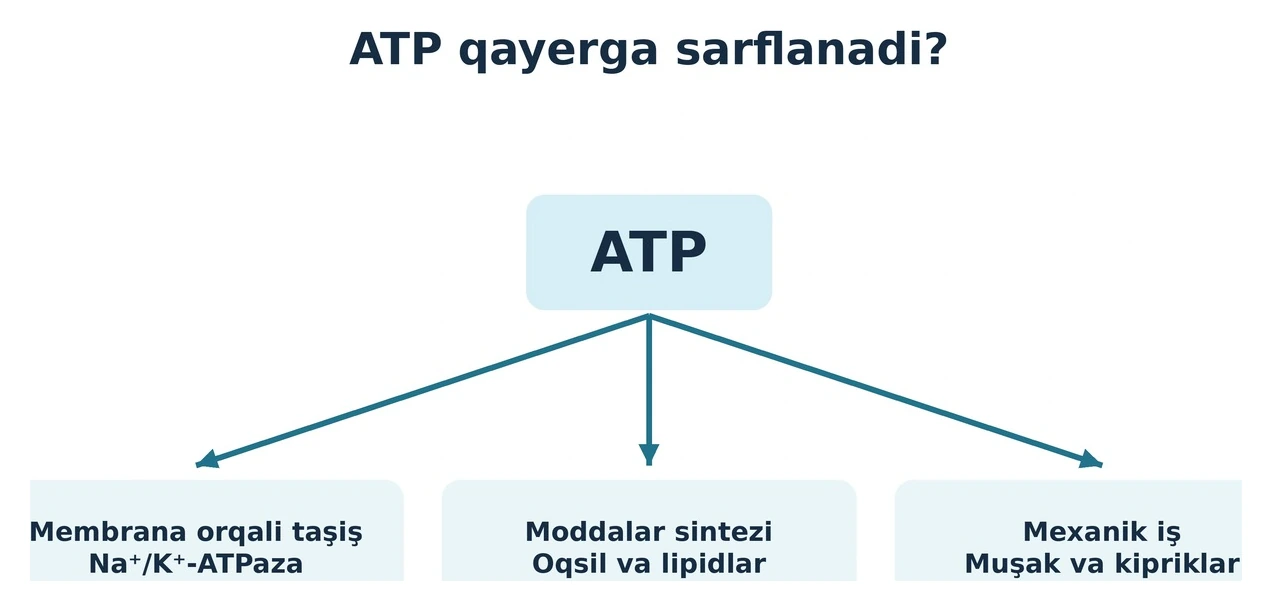 ATP qayerga sarflanadi?
ATP
Membrana orqali taşiş
Na⁺/K⁺-ATPaza
Moddalar sintezi
Oqsil va lipidlar
Mexanik iş
Muşak va kipriklar